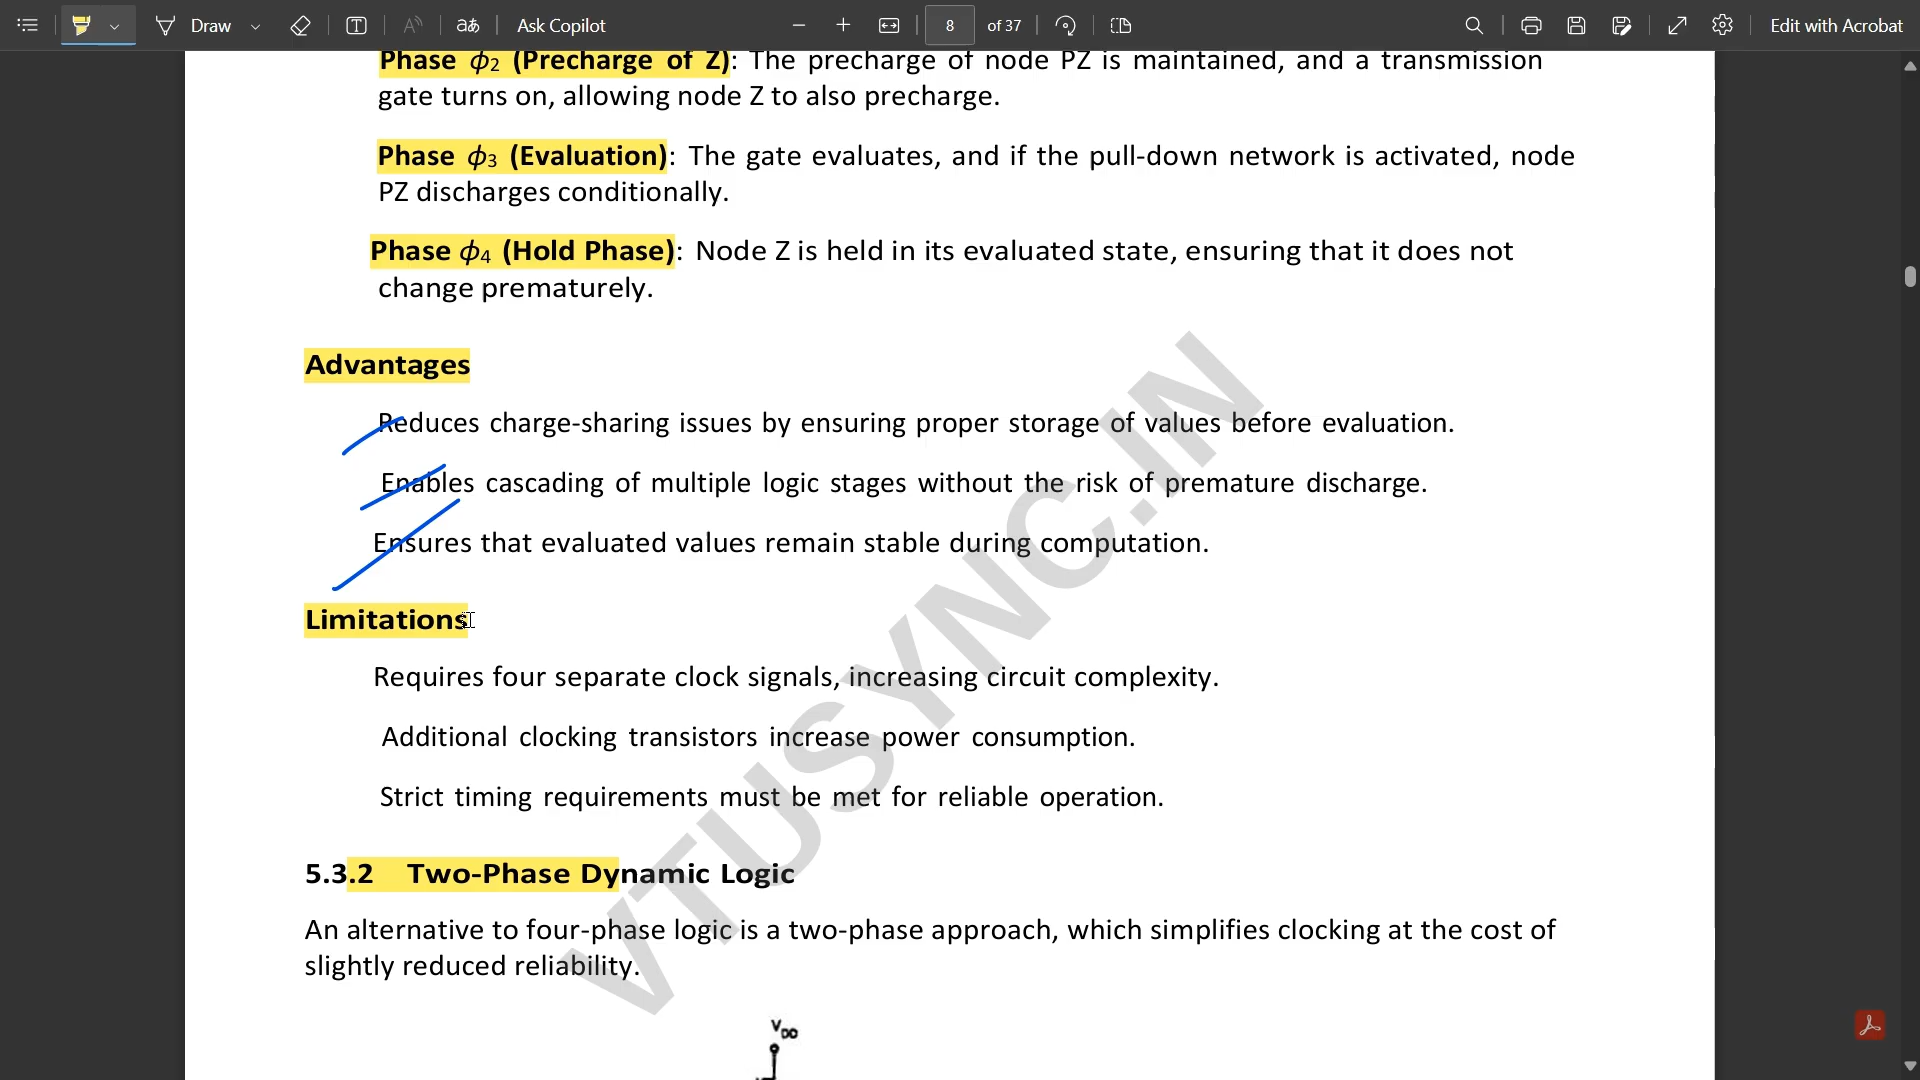 Draw
Ask Copilot
8 of 37
Edit with Acrobat
Phase ϕ2 (Precharge of Z): The precharge of node PZ is maintained, and a transmission
gate turns on, allowing node Z to also precharge.
Phase ϕ3 (Evaluation): The gate evaluates, and if the pull-down network is activated, node
PZ discharges conditionally.
Phase ϕ4 (Hold Phase): Node Z is held in its evaluated state, ensuring that it does not
change prematurely.
Advantages
Reduces charge-sharing issues by ensuring proper storage of values before evaluation.
Enables cascading of multiple logic stages without the risk of premature discharge.
Ensures that evaluated values remain stable during computation.
Limitations
Requires four separate clock signals, increasing circuit complexity.
Additional clocking transistors increase power consumption.
Strict timing requirements must be met for reliable operation.
5.3.2 Two-Phase Dynamic Logic
An alternative to four-phase logic is a two-phase approach, which simplifies clocking at the cost of
slightly reduced reliability.
VDD
VTUSYNC.IN